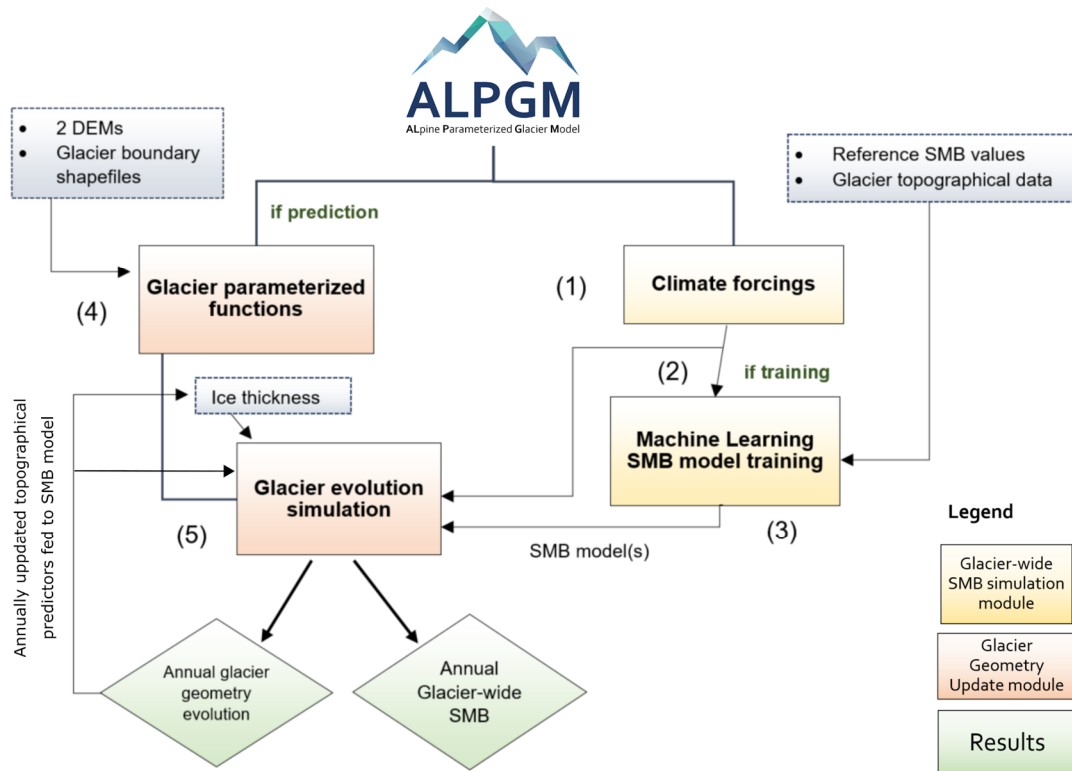 ALPGM
ALpine Parameterized Glacier Model
• 2 DEMs
• Glacier boundary
shapefiles
• Reference SMB values
• Glacier topographical data
if prediction
Glacier parameterized
functions
(4)
(1)
Climate forcings
(2)
if training
Ice thickness
Machine Learning
SMB model training
(3)
Glacier evolution
simulation
(5)
SMB model(s)
Annually uppdated topographical
predictors fed to SMB model
Annual glacier
geometry
evolution
Annual
Glacier-wide
SMB
Legend
Glacier-wide
SMB simulation
module
Glacier
Geometry
Update module
Results